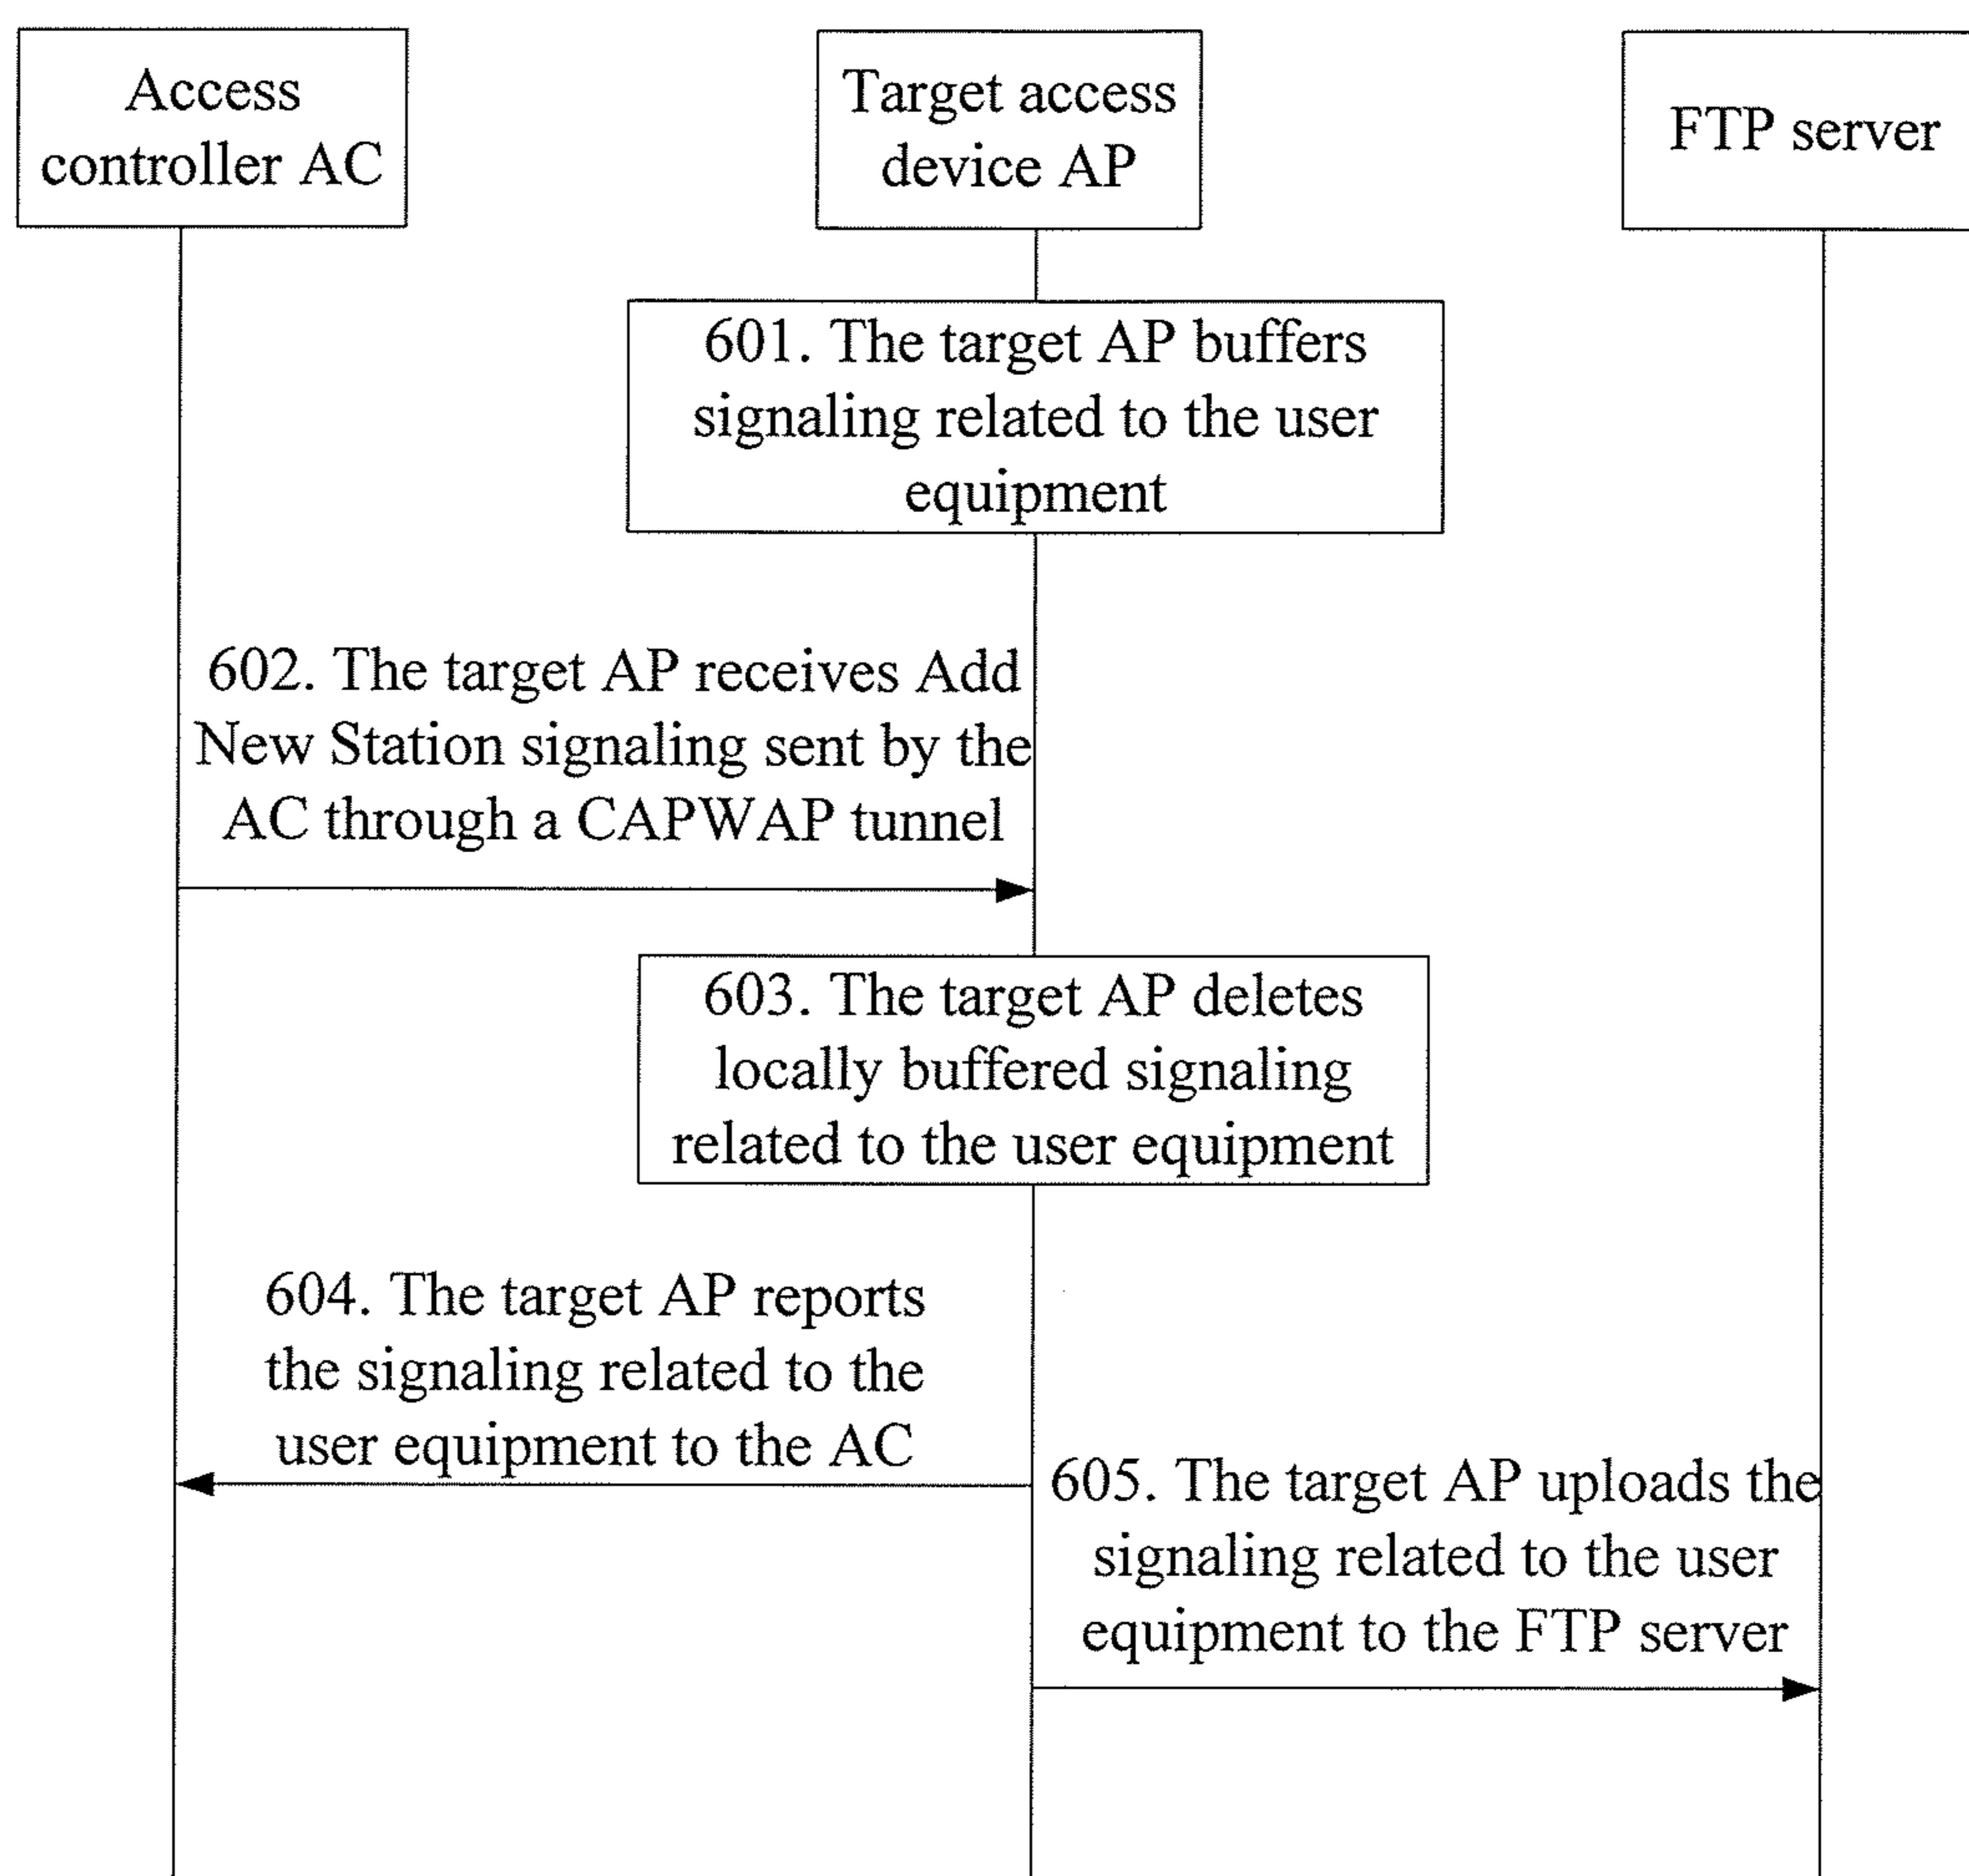 Access
controller AC
Target access
device AP
FTP server
601. The target AP buffers
signaling related to the user
equipment
602. The target AP receives Add
New Station signaling sent by the
AC through a CAPWAP tunnel
603. The target AP deletes
locally buffered signaling
related to the user equipment
604. The target AP reports
the signaling related to the
user equipment to the AC
605. The target AP uploads the
signaling related to the user
equipment to the FTP server